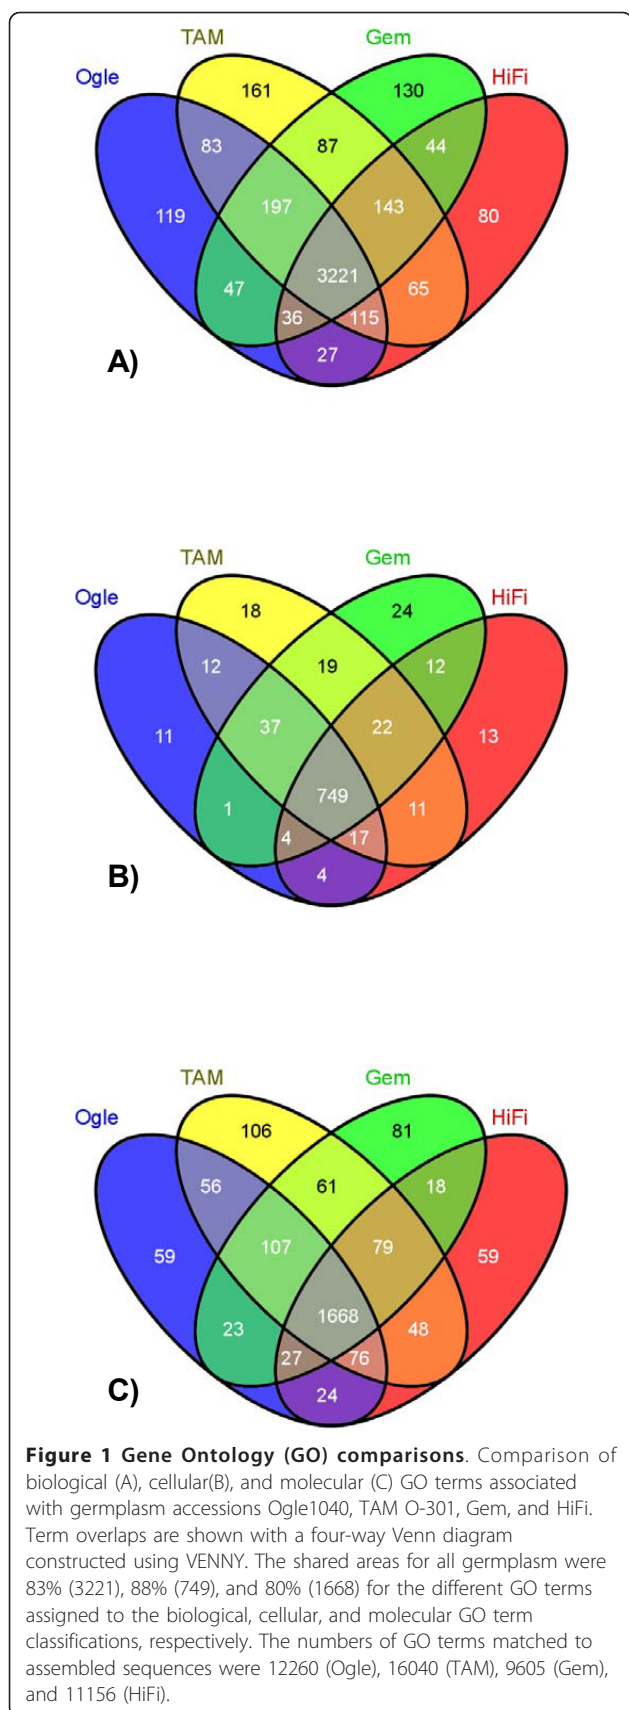 TAM Gem
Ogle HiFi
161 130
83 87 44
119 197 143 80
3221
47 65
36 115
27
A)
TAM Gem
Ogle HiFi
18 24
12 19 12
11 37 22 13
749
1 11
4 17
4
B)
TAM Gem
Ogle HiFi
106 81
56 61 18
59 107 79 59
1668
23 48
27 76
24
C)
Figure 1 Gene Ontology (GO) comparisons. Comparison of
biological (A), cellular(B), and molecular (C) GO terms associated
with germplasm accessions Ogle1040, TAM O-301, Gem, and HiFi.
Term overlaps are shown with a four-way Venn diagram
constructed using VENNY. The shared areas for all germplasm were
83% (3221), 88% (749), and 80% (1668) for the different GO terms
assigned to the biological, cellular, and molecular GO term
classifications, respectively. The numbers of GO terms matched to
assembled sequences were 12260 (Ogle), 16040 (TAM), 9605 (Gem),
and 11156 (HiFi).